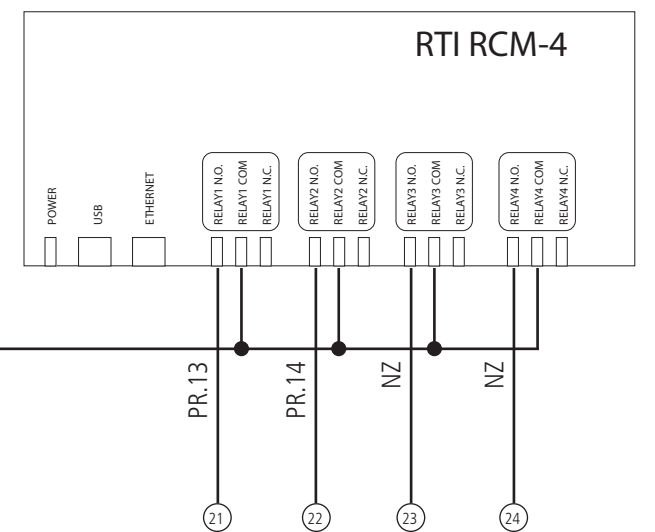 RTI RCM-4
POWER
USB
ETHERNET
RELAY1 N.O.
RELAY1 COM
RELAY1 N.C.
RELAY2 N.O.
RELAY2 COM
RELAY2 N.C.
RELAY3 N.O.
RELAY3 COM
RELAY3 N.C.
RELAY4 N.O.
RELAY4 COM
RELAY4 N.C.
PR.13
PR.14
NZ
NZ
21
22
23
24